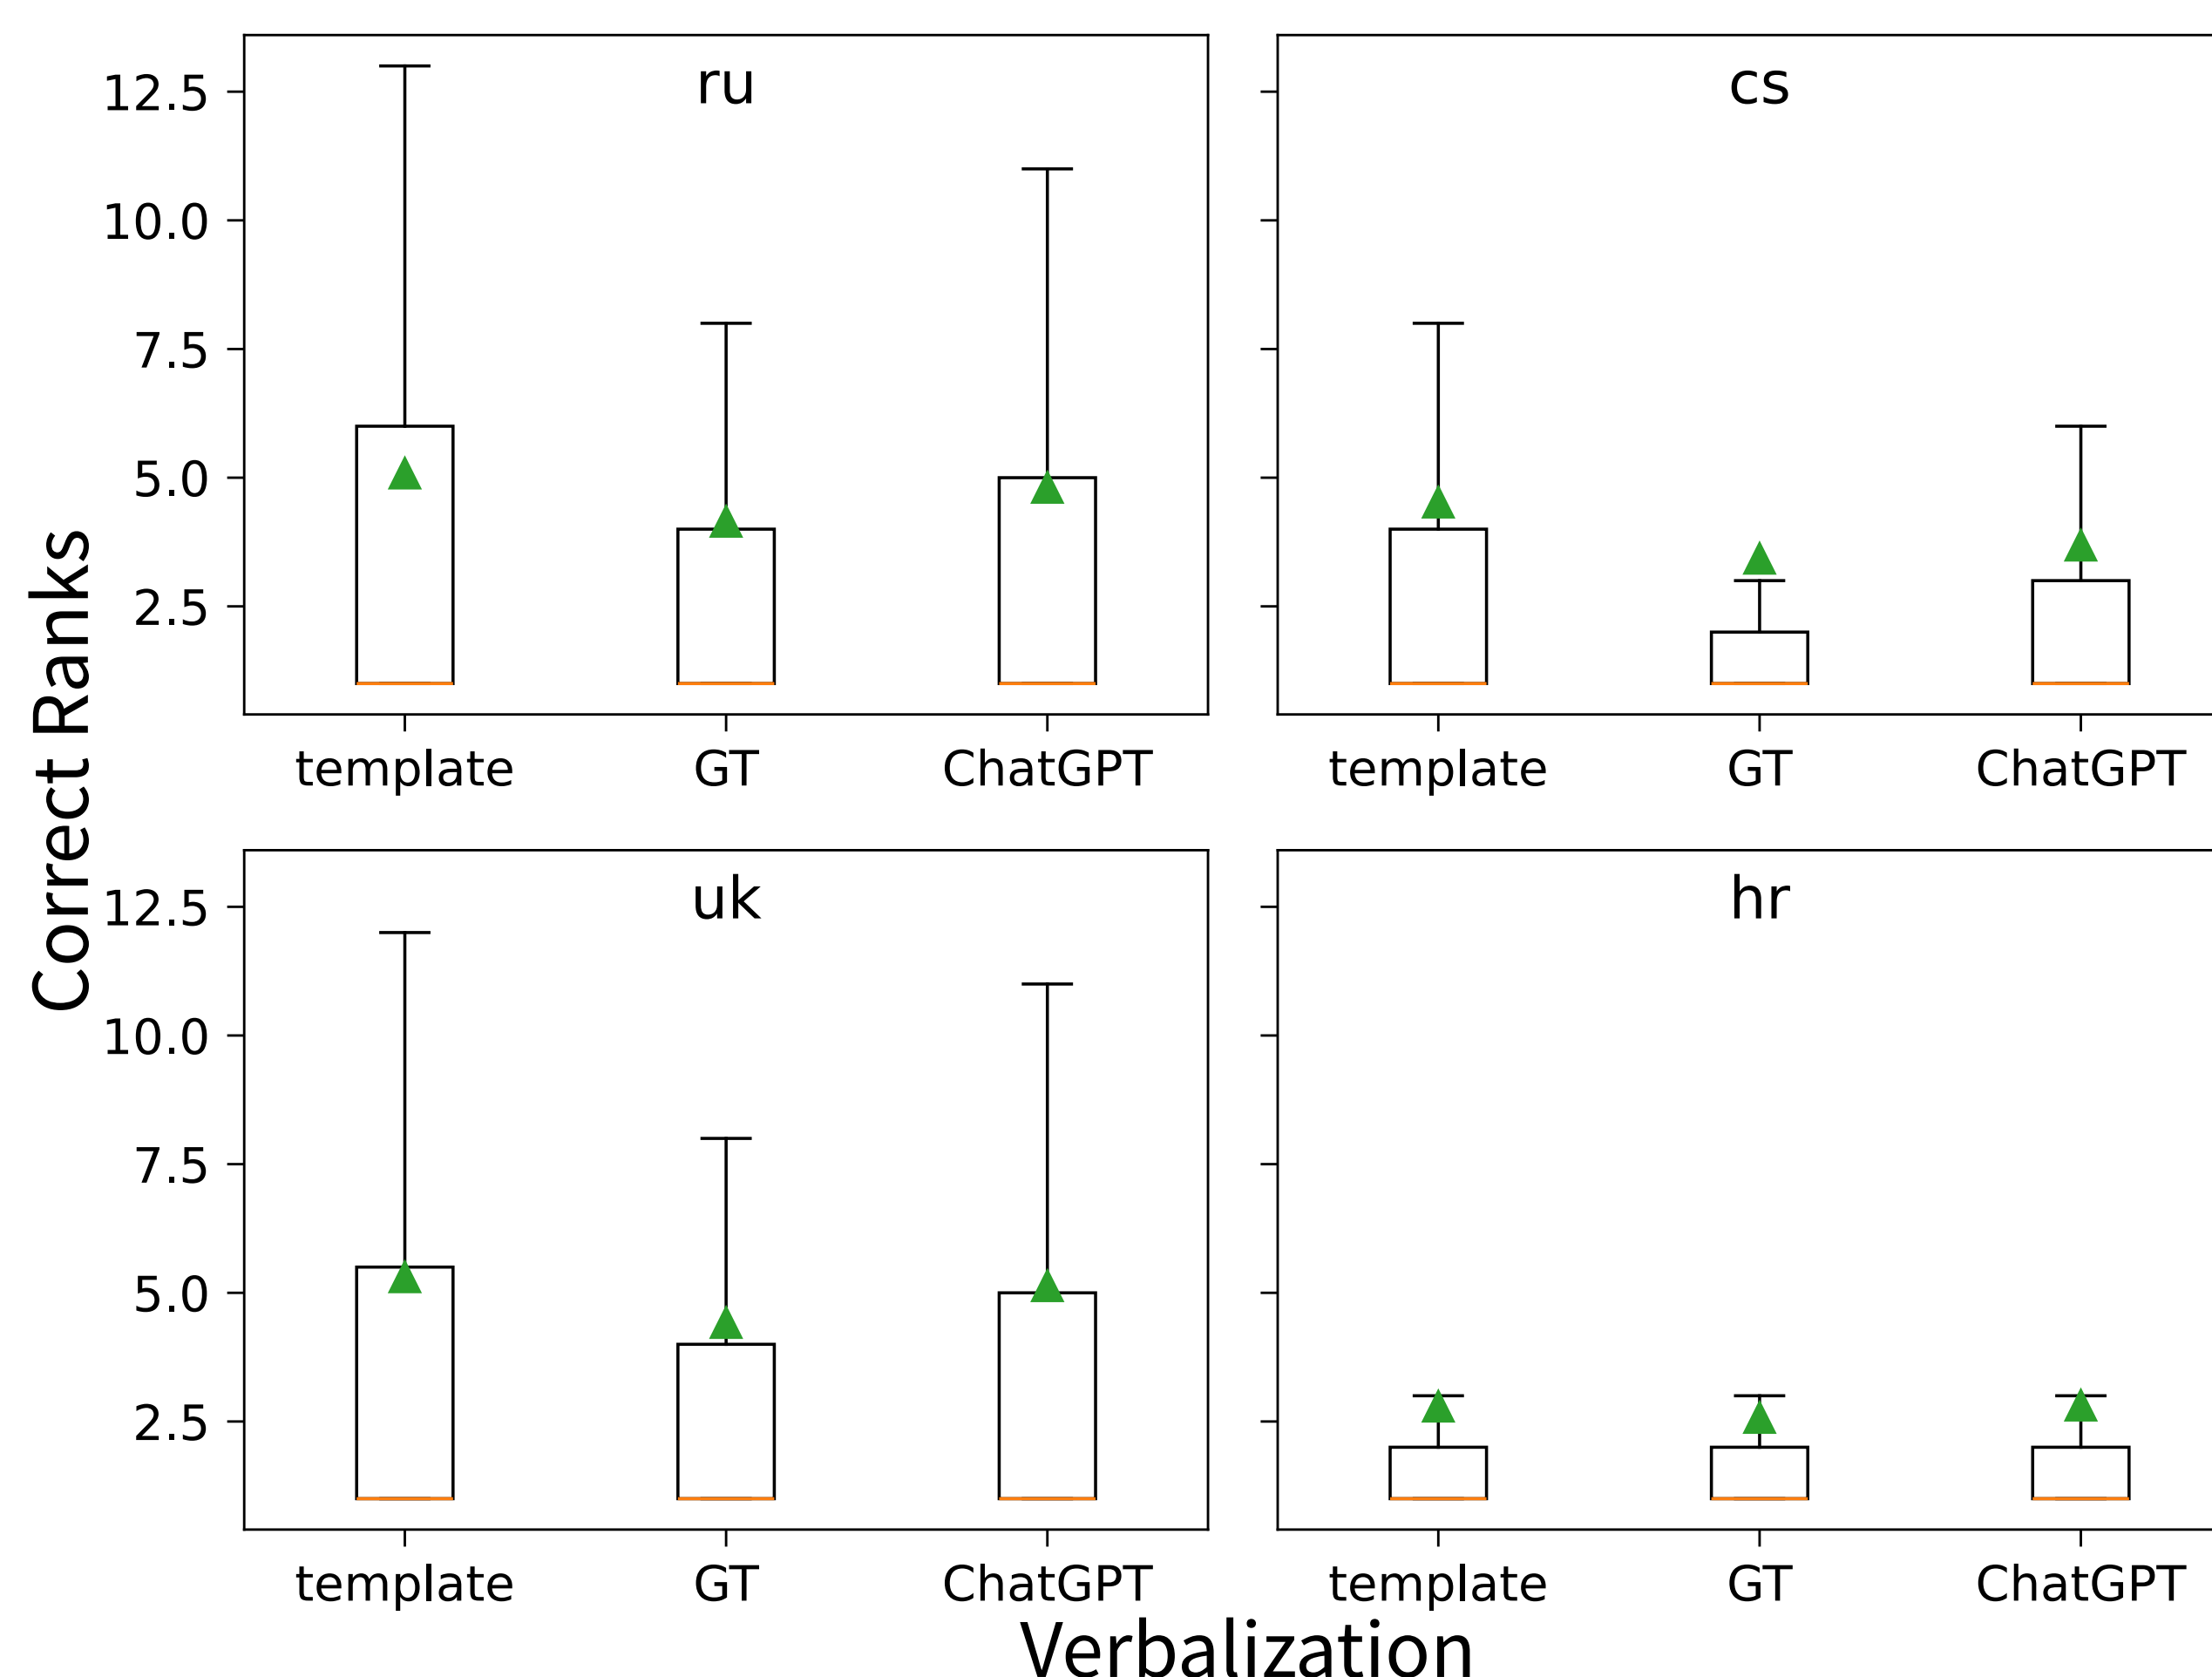 Correct Ranks
ru
12.5
10.0
7.5
5.0
2.5
template GT ChatGPT
cs
template GT ChatGPT
uk
12.5
10.0
7.5
5.0
2.5
template GT ChatGPT
hr
template GT ChatGPT
Verbalization